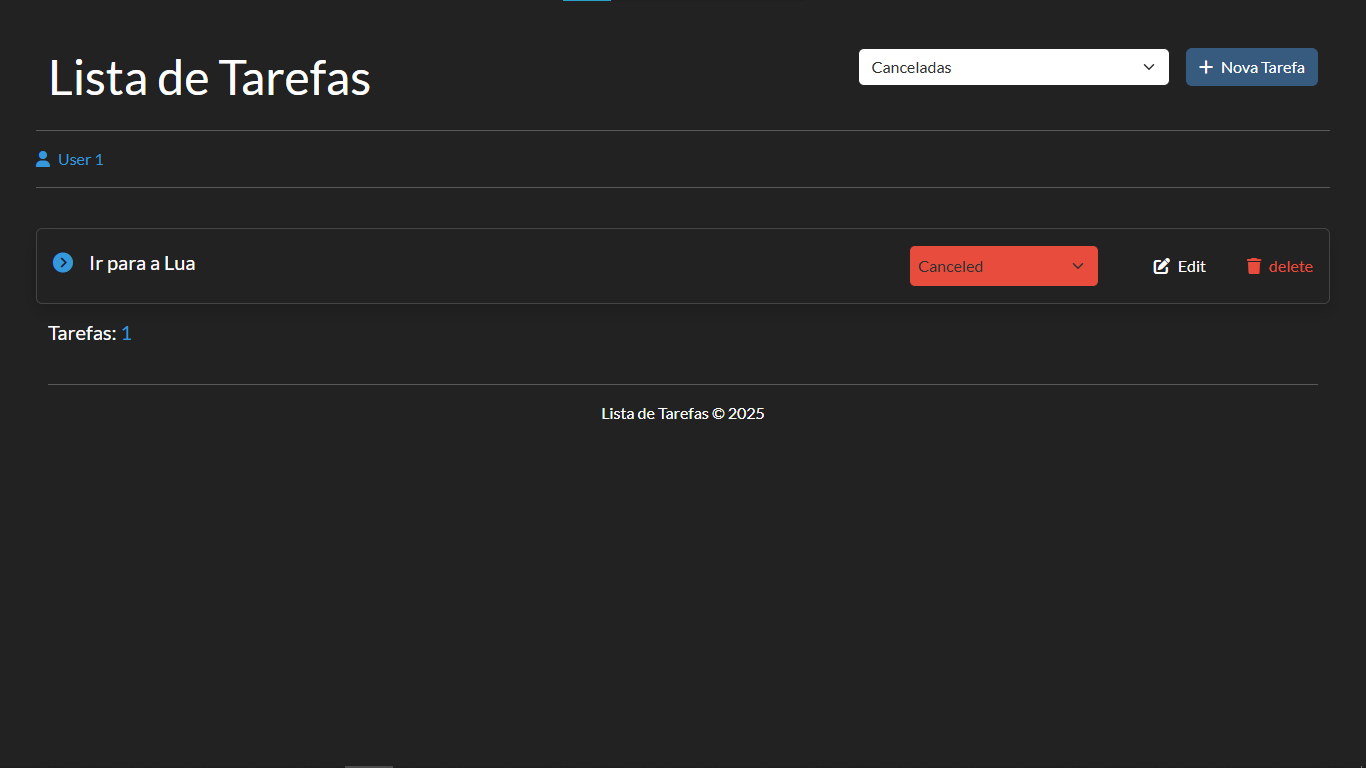 Lista de Tarefas
Canceladas
Nova Tarefa
User 1
Ir para a Lua
Canceled
Edit
delete
Tarefas: 1
Lista de Tarefas © 2025